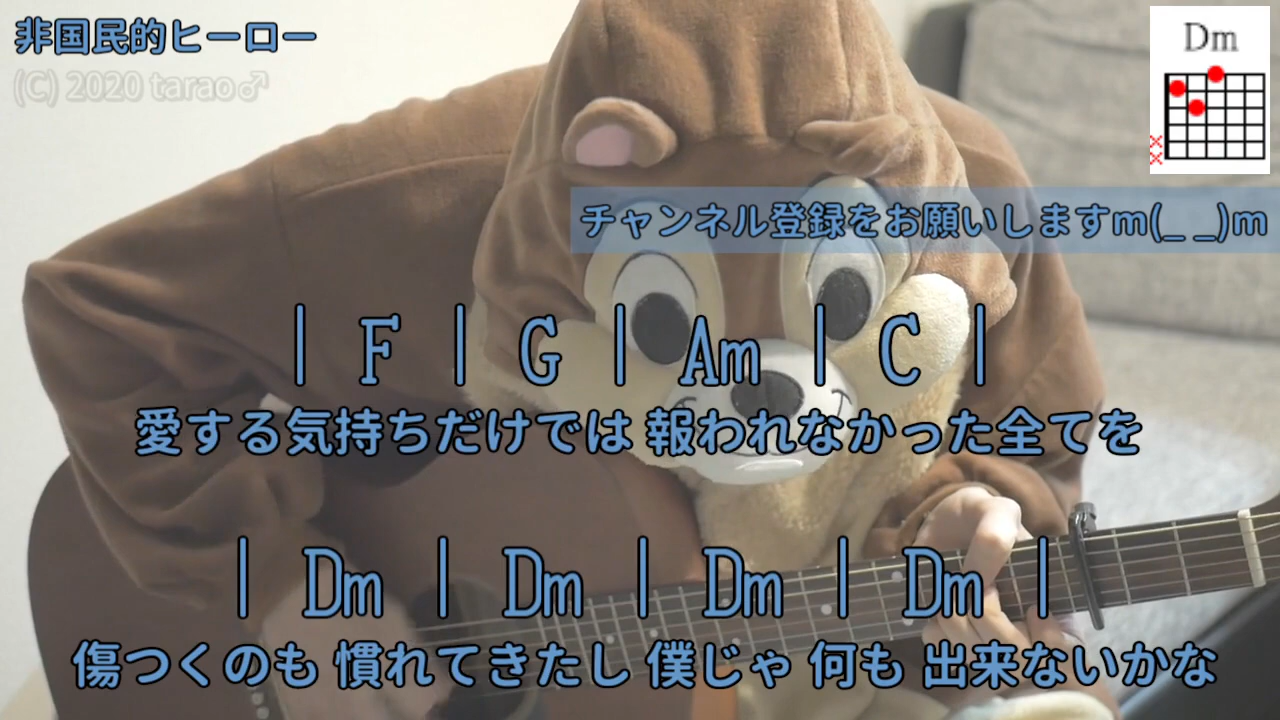 非国民的ヒーロー
(C) 2020 tarao♂
Dm
チャンネル登録をお願いしますm(_ _)m
| F | G | Am | C |
愛する気持ちだけでは 報われなかった全てを
| Dm | Dm | Dm | Dm |
傷つくのも 慣れてきたし 僕じゃ 何も 出来ないかな